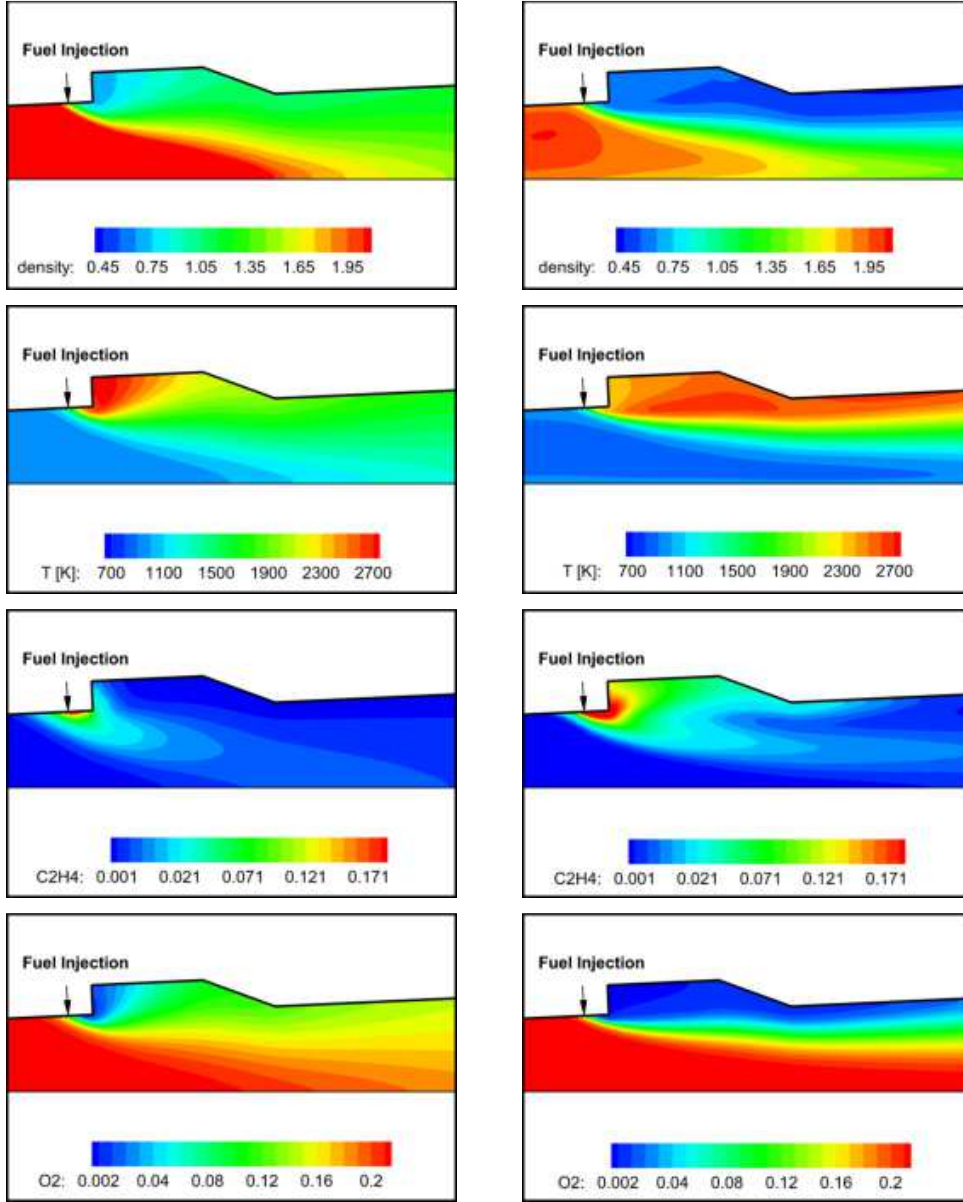 Fuel Injection
density: 0.45 0.75 1.05 1.35 1.65 1.95
Fuel Injection
density: 0.45 0.75 1.05 1.35 1.65 1.95
Fuel Injection
T [K]: 700 1100 1500 1900 2300 2700
Fuel Injection
T [K]: 700 1100 1500 1900 2300 2700
Fuel Injection
C2H4: 0.001 0.021 0.071 0.121 0.171
Fuel Injection
C2H4: 0.001 0.021 0.071 0.121 0.171
Fuel Injection
O2: 0.002 0.04 0.08 0.12 0.16 0.2
Fuel Injection
O2: 0.002 0.04 0.08 0.12 0.16 0.2